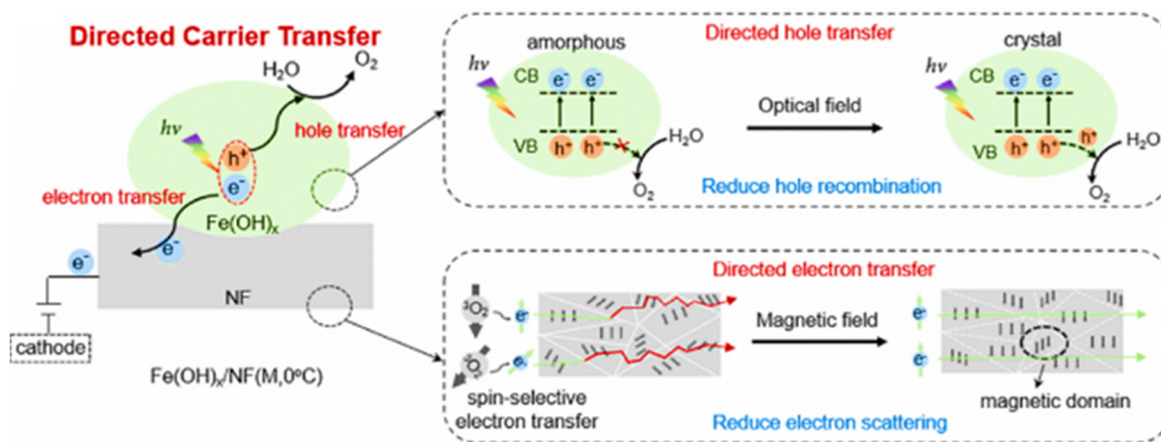 Directed Carrier Transfer
H₂O
O₂
hν
hole transfer
h⁺
e⁻
electron transfer
Fe(OH)ₓ
e⁻
e⁻
NF
cathode
Fe(OH)ₓ/NF(M,0°C)
amorphous
Directed hole transfer
crystal
hν
CB
e⁻ e⁻
Optical field
hν
CB
e⁻ e⁻
VB
h⁺ h⁺
H₂O
O₂
VB
h⁺ h⁺
h⁺
H₂O
O₂
Reduce hole recombination
Directed electron transfer
³O₂
e⁻
³O₂
e⁻
Magnetic field
e⁻
e⁻
spin-selective
electron transfer
Reduce electron scattering
magnetic domain